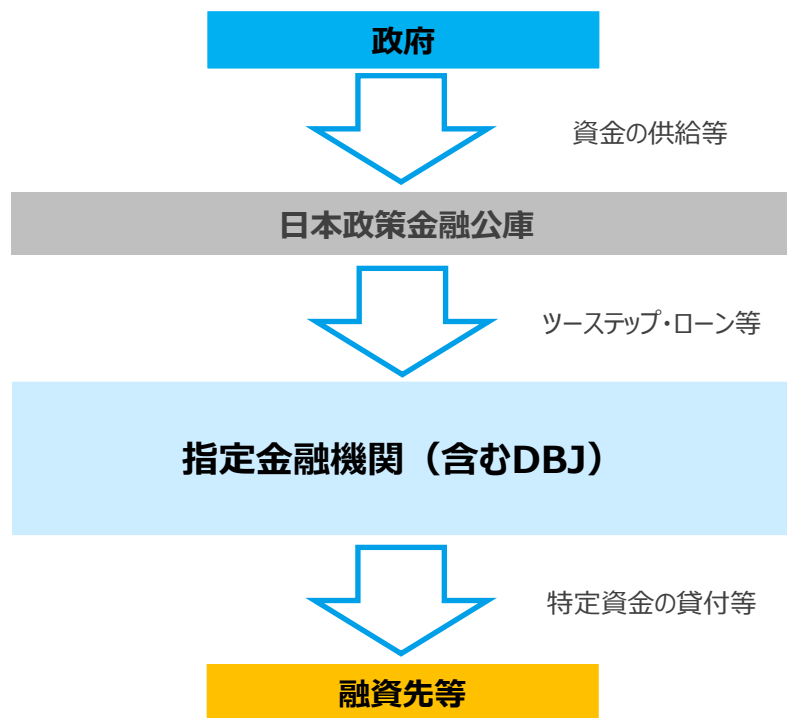 政府
資金の供給等
日本政策金融公庫
ツーステップ・ローン等
指定金融機関（含むDBJ）
特定資金の貸付等
融資先等